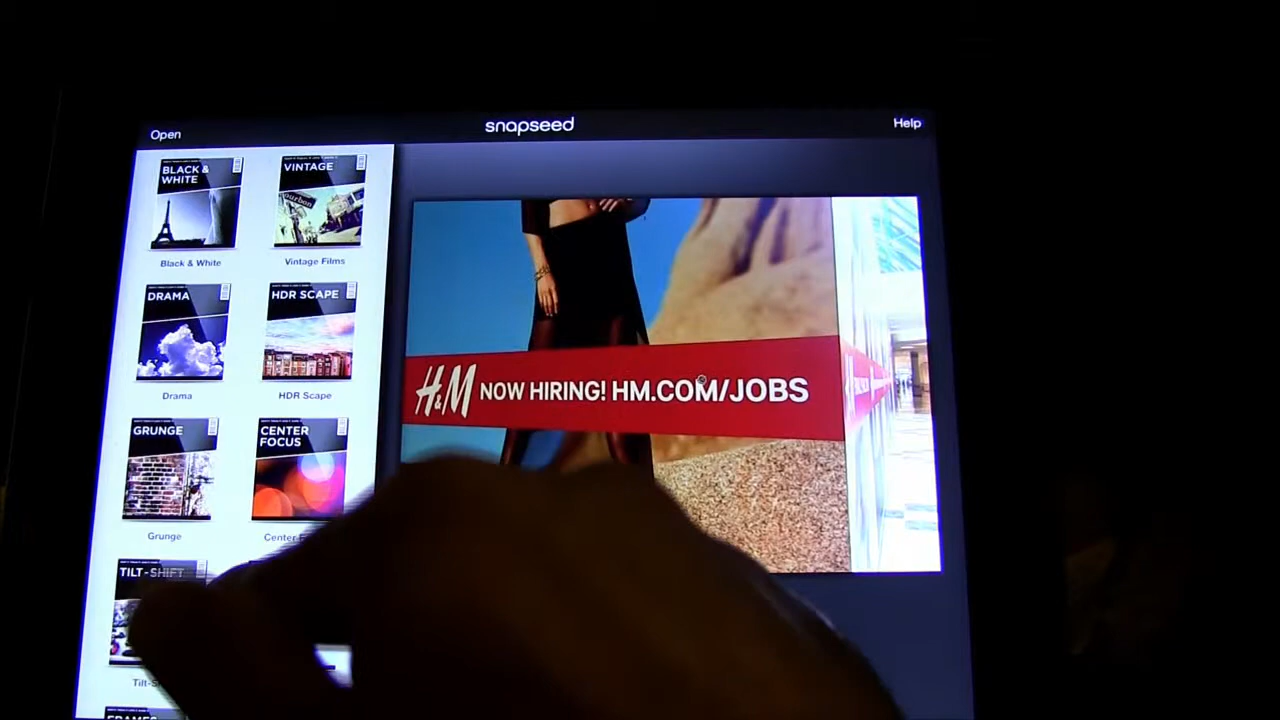 Open
snapseed
Help
BLACK &
WHITE
Black & White
VINTAGE
ourbon
Vintage Films
DRAMA
Drama
HDR SCAPE
HDR Scape
GRUNGE
Grunge
CENTER
FOCUS
TILT-SHIFT
H&M NOW HIRING! HM.COM/JOBS